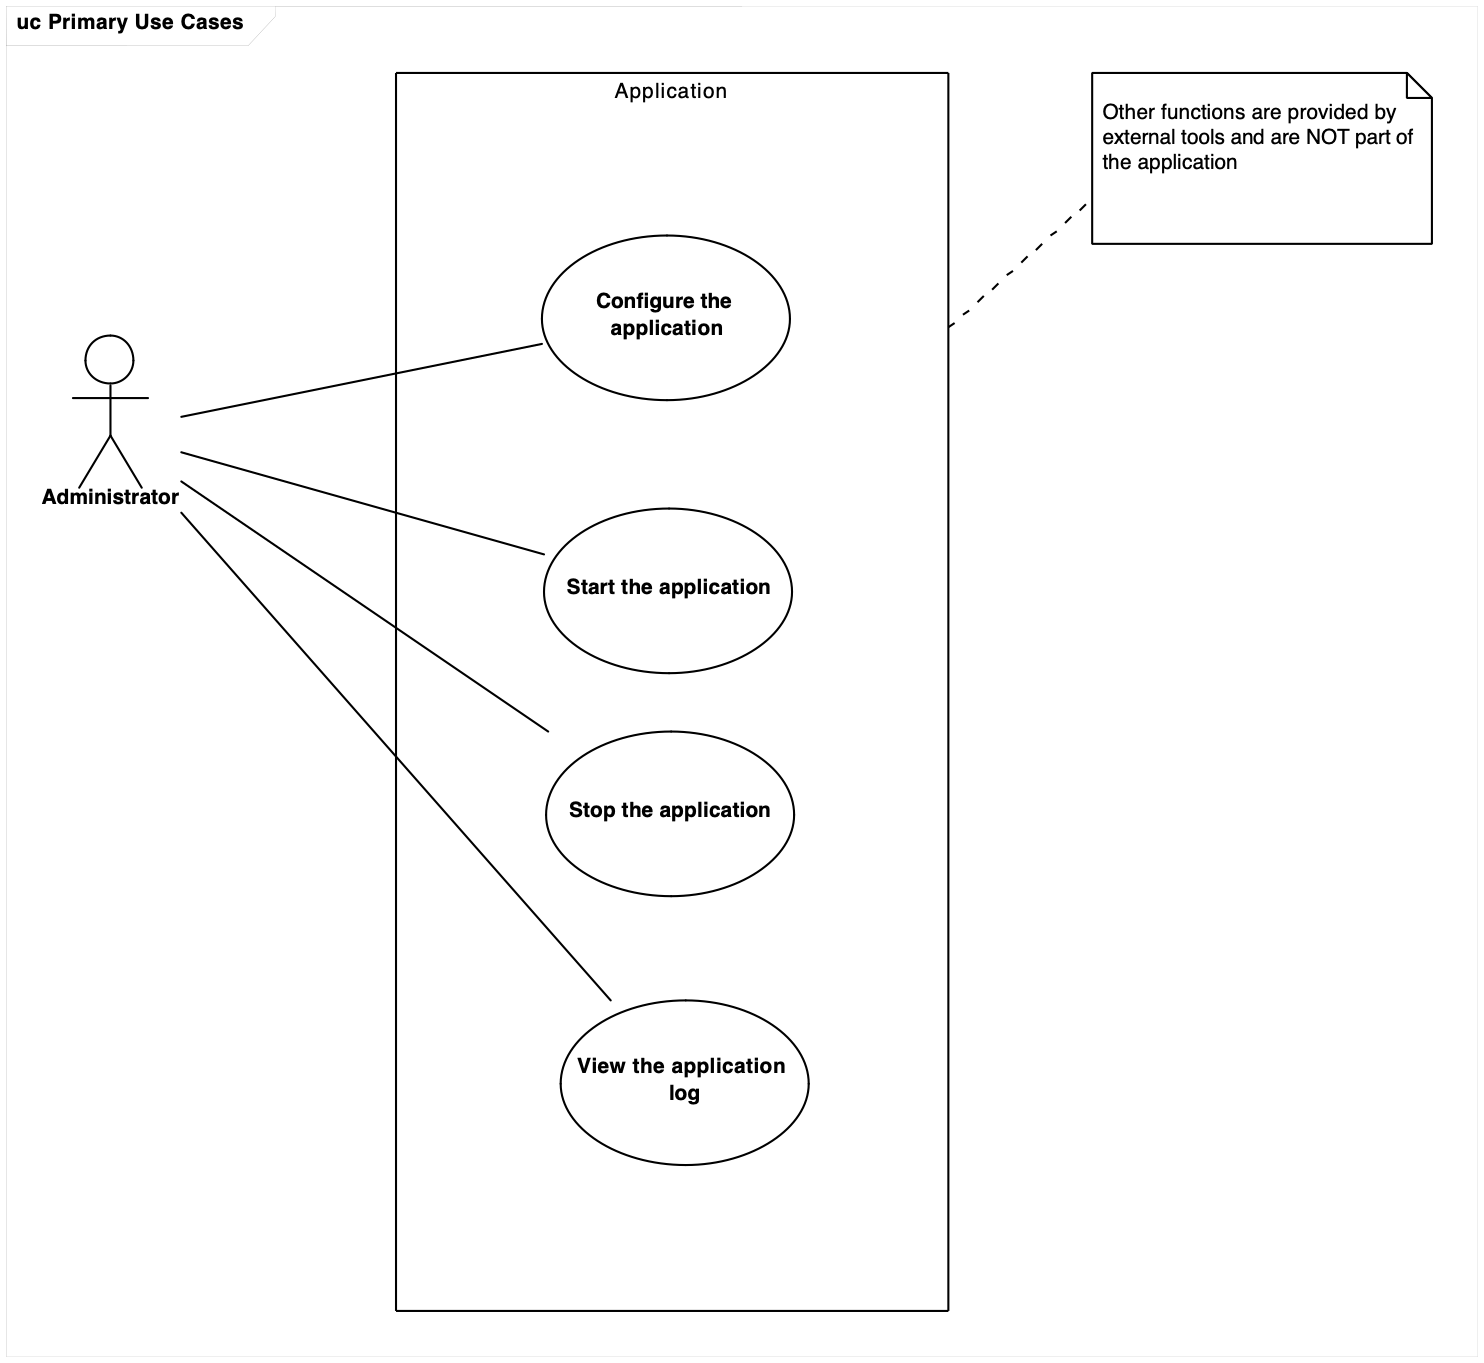 uc Primary Use Cases
Application
Other functions are provided by
external tools and are NOT part of
the application
Configure the
application
Administrator
Start the application
Stop the application
View the application
log